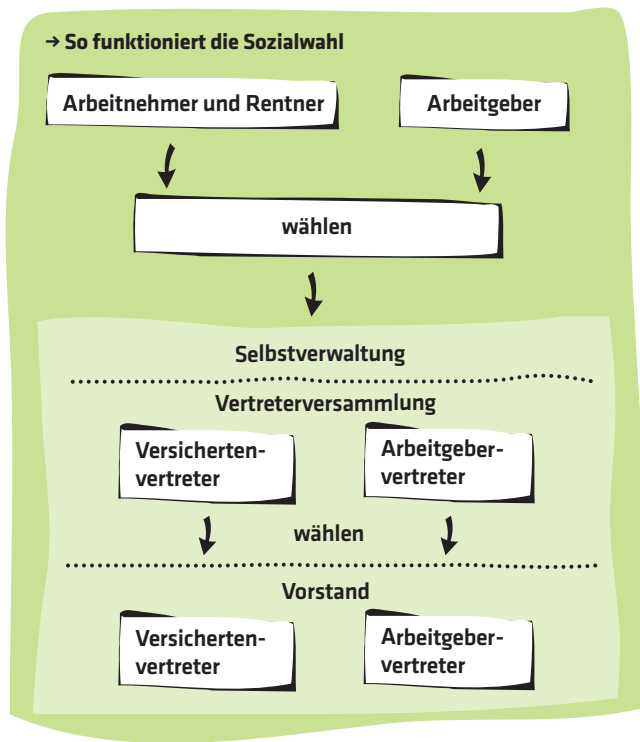 → So funktioniert die Sozialwahl
Arbeitnehmer und Rentner
Arbeitgeber
wählen
Selbstverwaltung
Vertreterversammlung
Versicherten-
vertreter
Arbeitgeber-
vertreter
wählen
Vorstand
Versicherten-
vertreter
Arbeitgeber-
vertreter